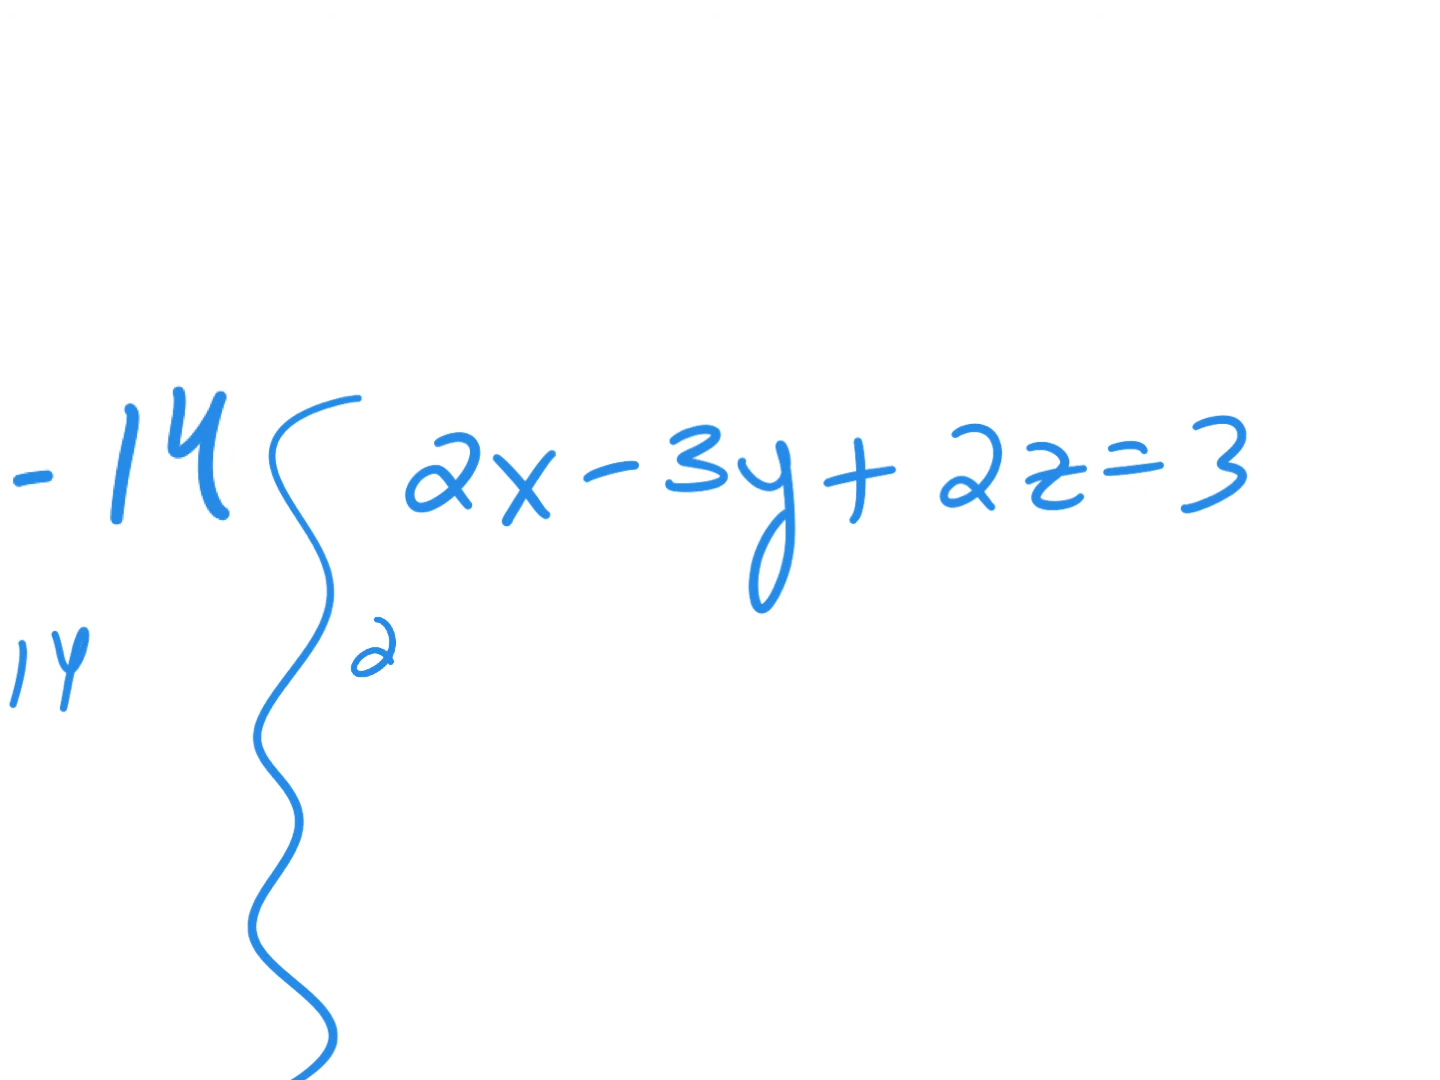 - 14
2x - 3y + 2z = 3
14
2